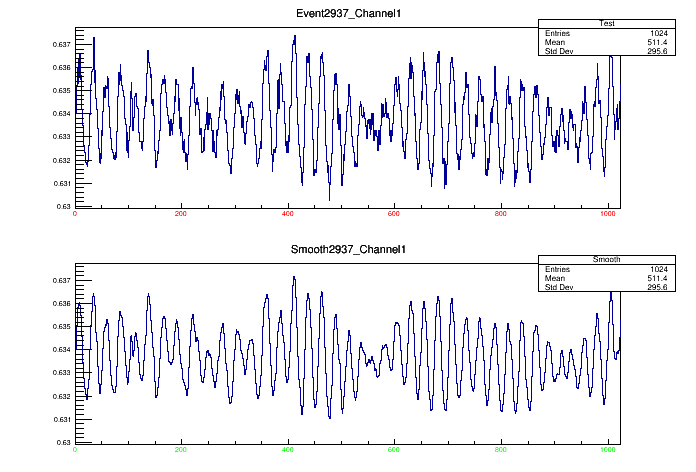 Event2937_Channel1
Test
Entries 1024
Mean 511.4
Std Dev 295.6
0.637
0.636
0.635
0.634
0.633
0.632
0.631
0.63
0 200 400 600 800 1000
Smooth2937_Channel1
Smooth
Entries 1024
Mean 511.4
Std Dev 295.6
0.637
0.636
0.635
0.634
0.633
0.632
0.631
0.63
0 200 400 600 800 1000